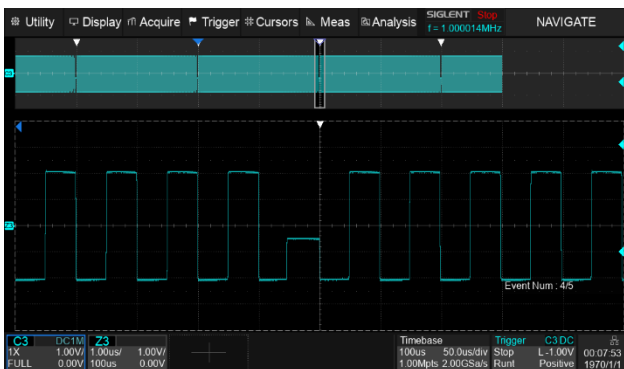 Utility Display Acquire Trigger Cursors Meas Analysis SIGLENT Stop NAVIGATE
f = 1.000014MHz
Z3
Event Num : 4/5
C3 DC1M Z3 Timebase Trigger C3 DC
1X 1.00V/ 1.00us/ 1.00V/ 100us 50.0us/div Stop L -1.00V 00:07:53
FULL 0.00V 100us 0.00V 1.00Mpts 2.00GSa/s Runt Positive 1970/1/1